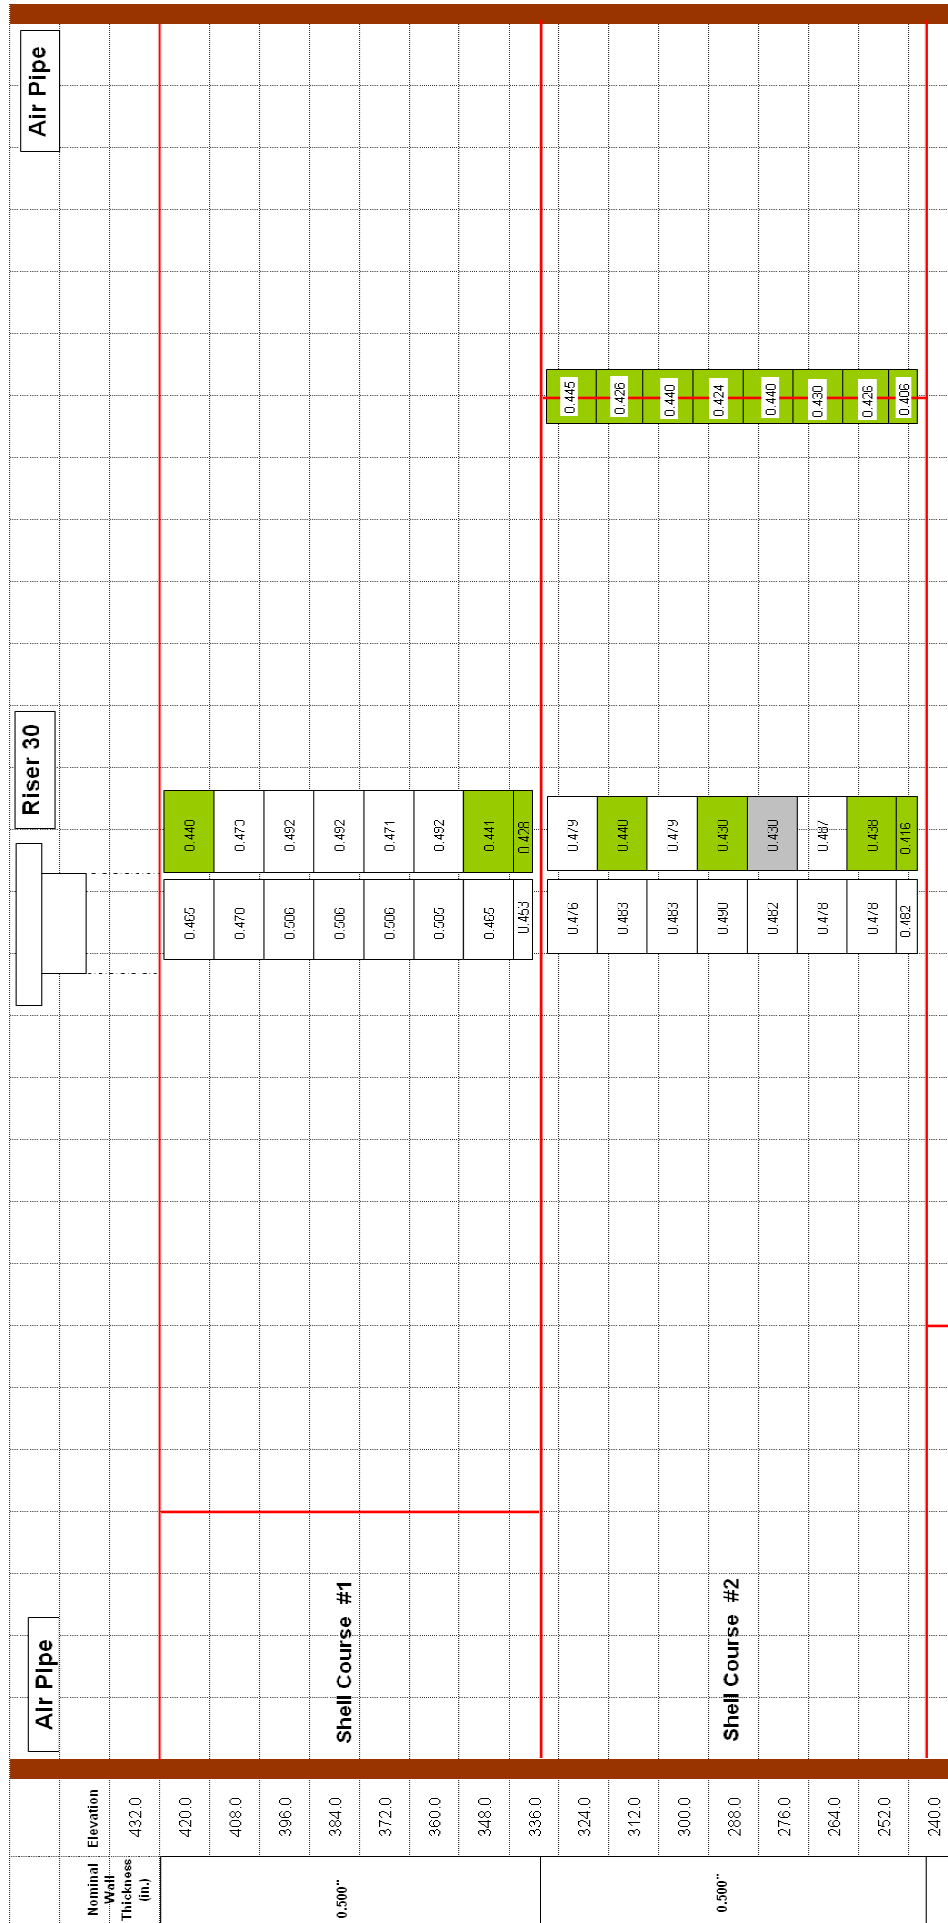 Air Pipe
Riser 30
Air Pipe
Nominal
Wall
Thickness
(in.)
Elevation
432.0
420.0 0.465 0.440
408.0 0.470 0.473
396.0 0.506 0.492
384.0 0.506 0.492
372.0 0.506 0.471
360.0 0.505 0.492
348.0 0.465 0.441
336.0 0.453 0.428
0.500"
Shell Course #1
324.0 0.476 0.479 0.445
312.0 0.483 0.440 0.426
300.0 0.483 0.479 0.440
288.0 0.490 0.430 0.424
276.0 0.482 0.430 0.440
264.0 0.478 0.487 0.430
252.0 0.478 0.438 0.426
240.0 0.482 0.416 0.406
0.500"
Shell Course #2